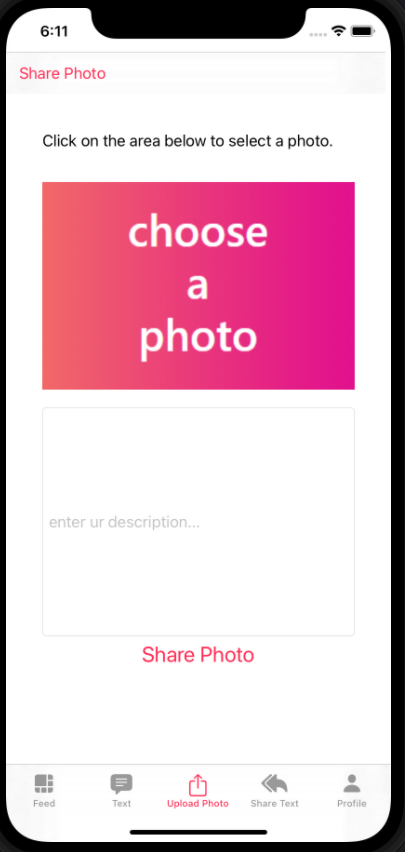 6:11
Share Photo
Click on the area below to select a photo.
choose
a
photo
enter ur description...
Share Photo
Feed
Text
Upload Photo
Share Text
Profile